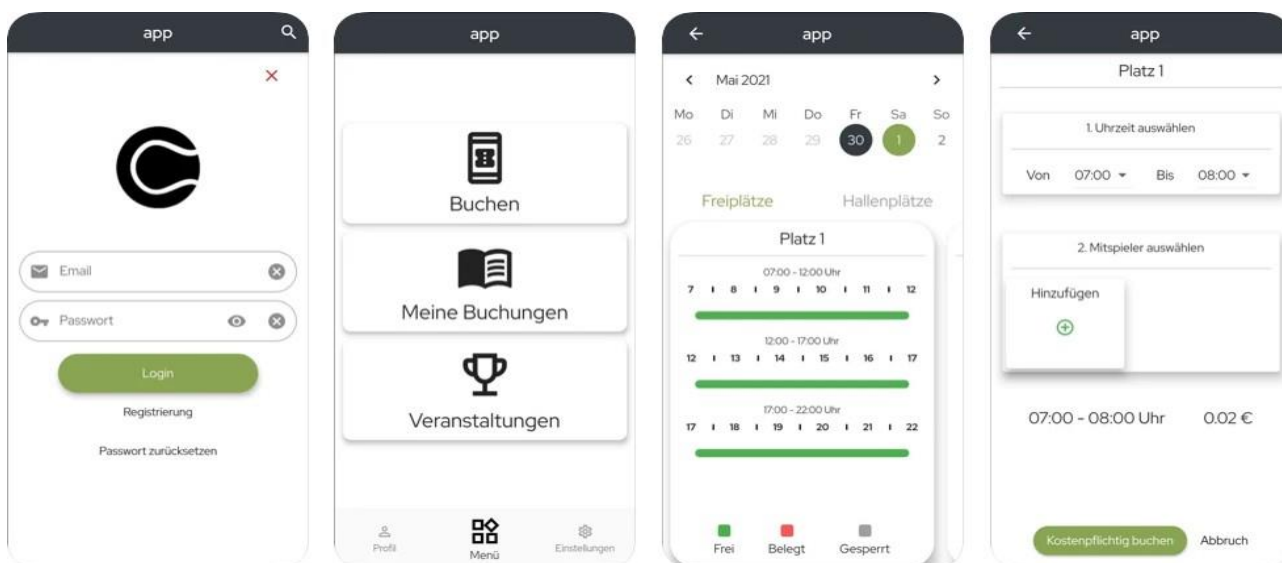 app
Email
Passwort
Login
Registrierung
Passwort zurücksetzen
app
Buchen
Meine Buchungen
Veranstaltungen
Profil
Menü
Einstellungen
app
Mai 2021
Mo Di Mi Do Fr Sa So
26 27 28 29 30 1 2
Freiplätze Hallenplätze
Platz 1
07:00 - 12:00 Uhr
7 8 9 10 11 12
12:00 - 17:00 Uhr
12 13 14 15 16 17
17:00 - 22:00 Uhr
17 18 19 20 21 22
Frei Belegt Gesperrt
app
Platz 1
1. Uhrzeit auswählen
Von 07:00 Bis 08:00
2. Mitspieler auswählen
Hinzufügen
07:00 - 08:00 Uhr 0.02 €
Kostenpflichtig buchen Abbruch